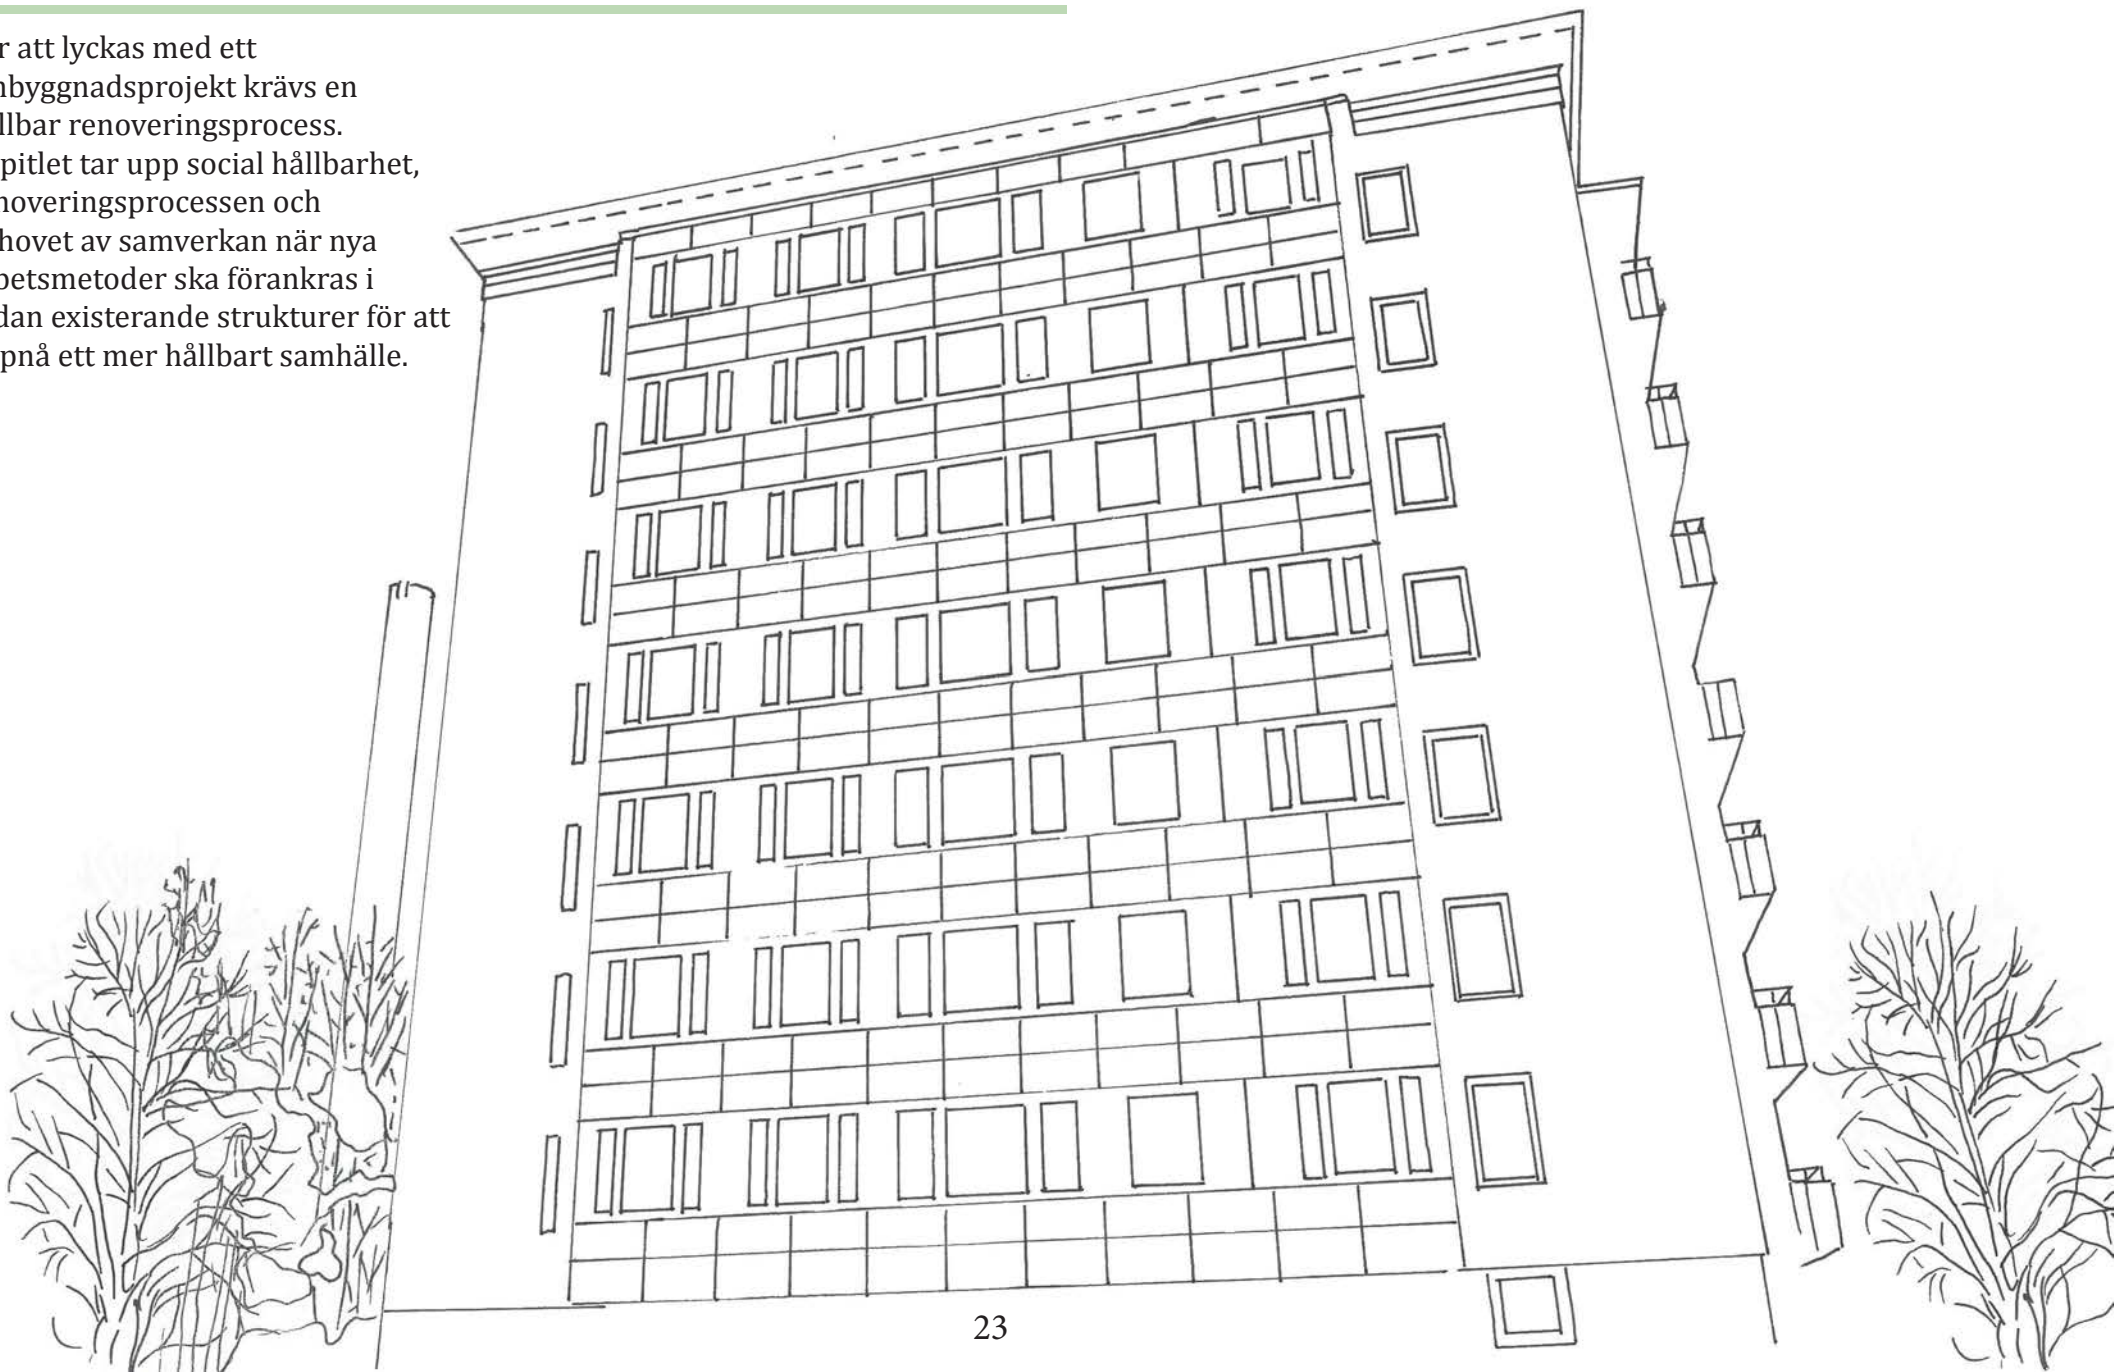 r att lyckas med ett
nbyggnadsprojekt krävs en
llbar renoveringsprocess.
pitlet tar upp social hållbarhet,
noveringsprocessen och
hovet av samverkan när nya
betsmetoder ska förankras i
dan existerande strukturer för att
pnå ett mer hållbart samhälle.
23